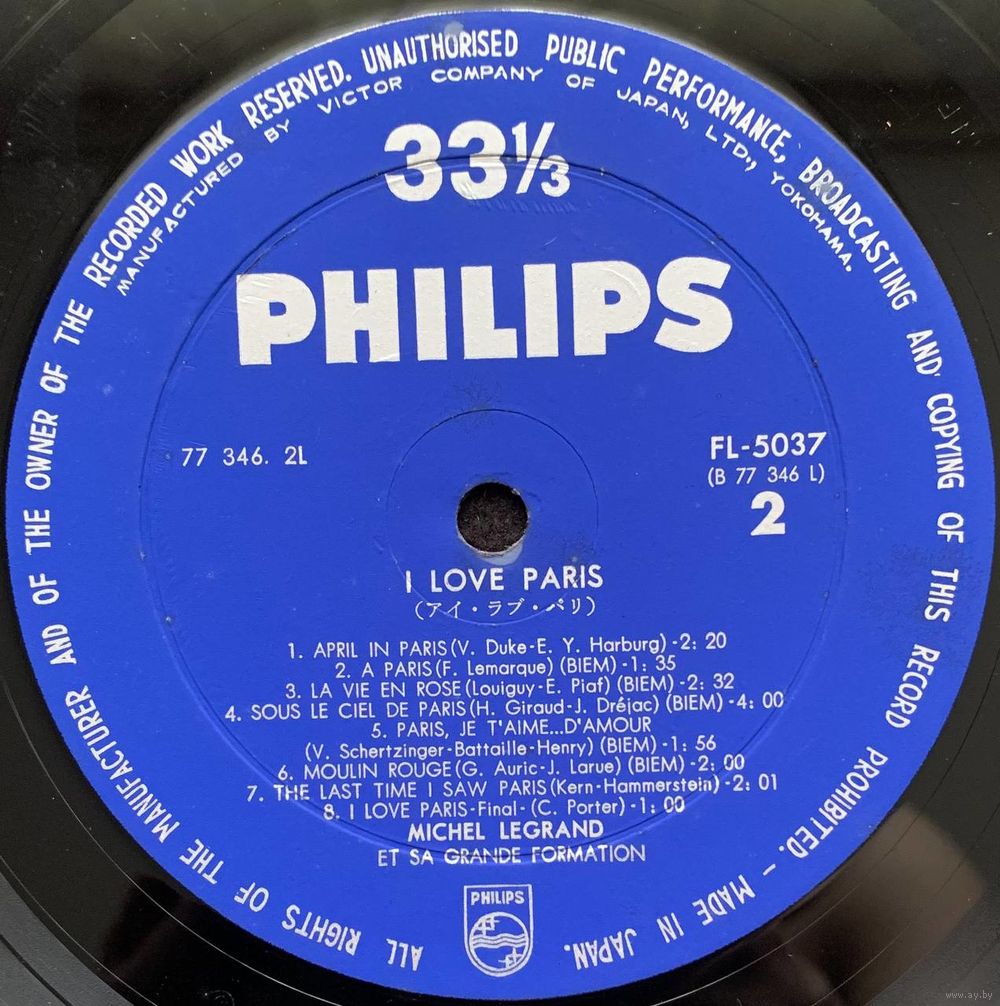 ALL RIGHTS OF THE MANUFACTURER AND OF THE OWNER OF THE RECORDED WORK RESERVED. UNAUTHORISED PUBLIC PERFORMANCE, BROADCASTING AND COPYING OF THIS RECORD PROHIBITED. – MADE IN JAPAN.
MANUFACTURED BY VICTOR COMPANY OF JAPAN, LTD., YOKOHAMA.
33⅓
PHILIPS
77 346. 2L
FL-5037
(B 77 346 L)
2
I LOVE PARIS
(アイ・ラブ・パリ)
1. APRIL IN PARIS (V. Duke-E. Y. Harburg) -2: 20
2. A PARIS (F. Lemarque) (BIEM) -1: 35
3. LA VIE EN ROSE (Louiguy-E. Piaf) (BIEM) -2: 32
4. SOUS LE CIEL DE PARIS (H. Giraud-J. Dréjac) (BIEM) -4: 00
5. PARIS, JE T'AIME...D'AMOUR
(V. Schertzinger-Battaille-Henry) (BIEM) -1: 56
6. MOULIN ROUGE (G. Auric-J. Larue) (BIEM) -2: 00
7. THE LAST TIME I SAW PARIS (Kern-Hammerstein) -2: 01
8. I LOVE PARIS-Final- (C. Porter) -1: 00
MICHEL LEGRAND
ET SA GRANDE FORMATION
PHILIPS
www.ay.by